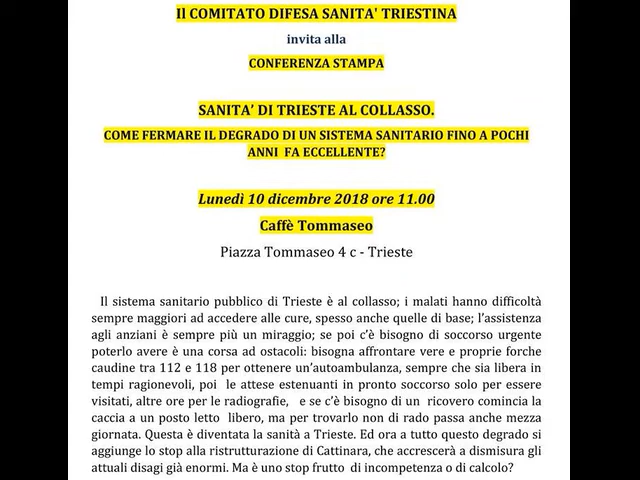 Il COMITATO DIFESA SANITA' TRIESTINA
invita alla
CONFERENZA STAMPA
SANITA' DI TRIESTE AL COLLASSO.
COME FERMARE IL DEGRADO DI UN SISTEMA SANITARIO FINO A POCHI
ANNI FA ECCELLENTE?
Lunedì 10 dicembre 2018 ore 11.00
Caffè Tommaseo
Piazza Tommaseo 4 c - Trieste
Il sistema sanitario pubblico di Trieste è al collasso; i malati hanno difficoltà
sempre maggiori ad accedere alle cure, spesso anche quelle di base; l'assistenza
agli anziani è sempre più un miraggio; se poi c'è bisogno di soccorso urgente
poterlo avere è una corsa ad ostacoli: bisogna affrontare vere e proprie forche
caudine tra 112 e 118 per ottenere un'autoambulanza, sempre che sia libera in
tempi ragionevoli, poi le attese estenuanti in pronto soccorso solo per essere
visitati, altre ore per le radiografie, e se c'è bisogno di un ricovero comincia la
caccia a un posto letto libero, ma per trovarlo non di rado passa anche mezza
giornata. Questa è diventata la sanità a Trieste. Ed ora a tutto questo degrado si
aggiunge lo stop alla ristrutturazione di Cattinara, che accrescerà a dismisura gli
attuali disagi già enormi. Ma è uno stop frutto di incompetenza o di calcolo?